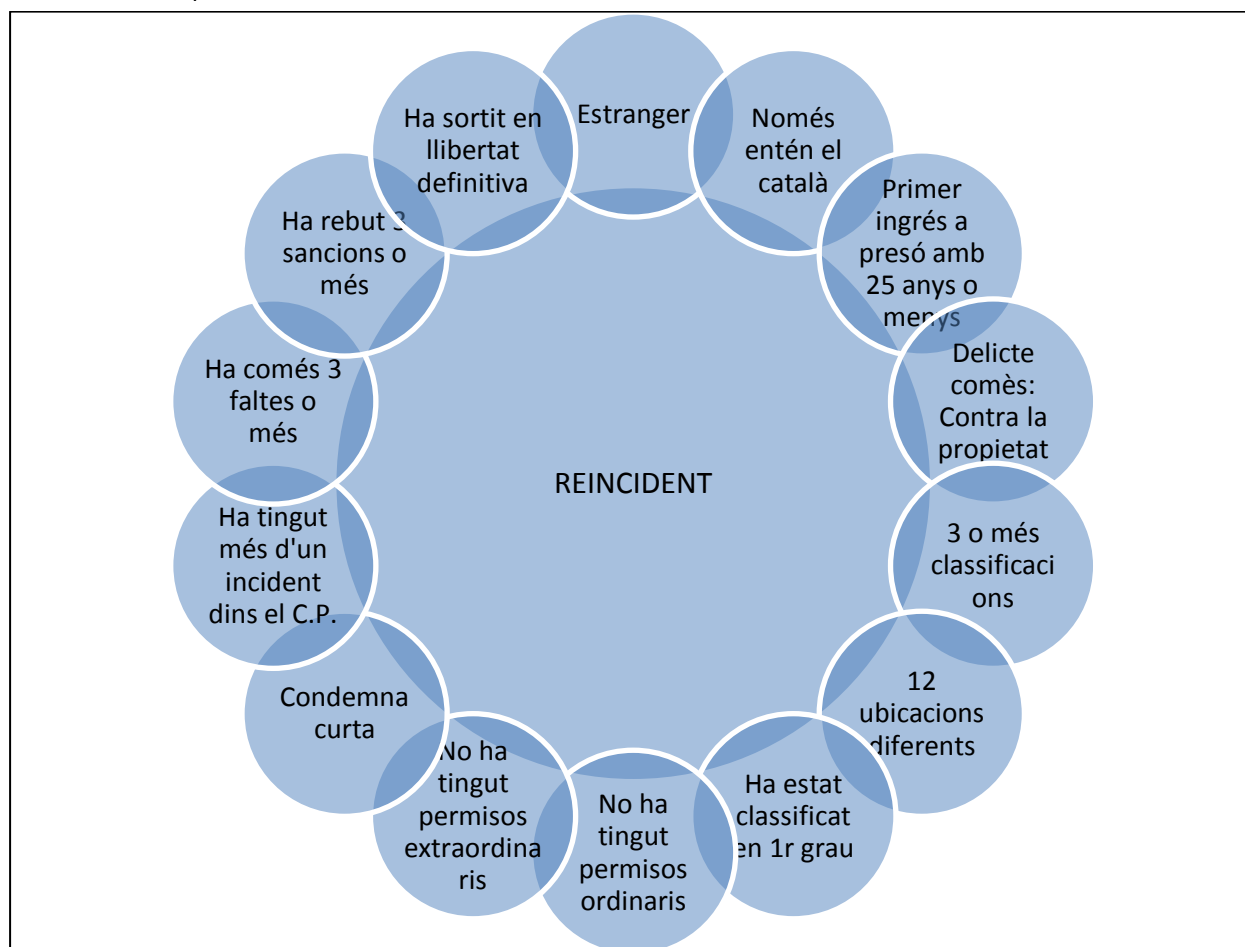 Estranger
Només
entén el
català
Primer
ingrés a
presó amb
25 anys o
menys
Delicte
comès:
Contra la
propietat
3 o més
classificaci
ons
12
ubicacions
diferents
Ha estat
classificat
en 1r grau
No ha
tingut
permisos
ordinaris
No ha
tingut
permisos
extraordina
ris
Condemna
curta
Ha tingut
més d'un
incident
dins el C.P.
Ha comés 3
faltes o
més
Ha rebut 3
sancions o
més
Ha sortit en
llibertat
definitiva
REINCIDENT